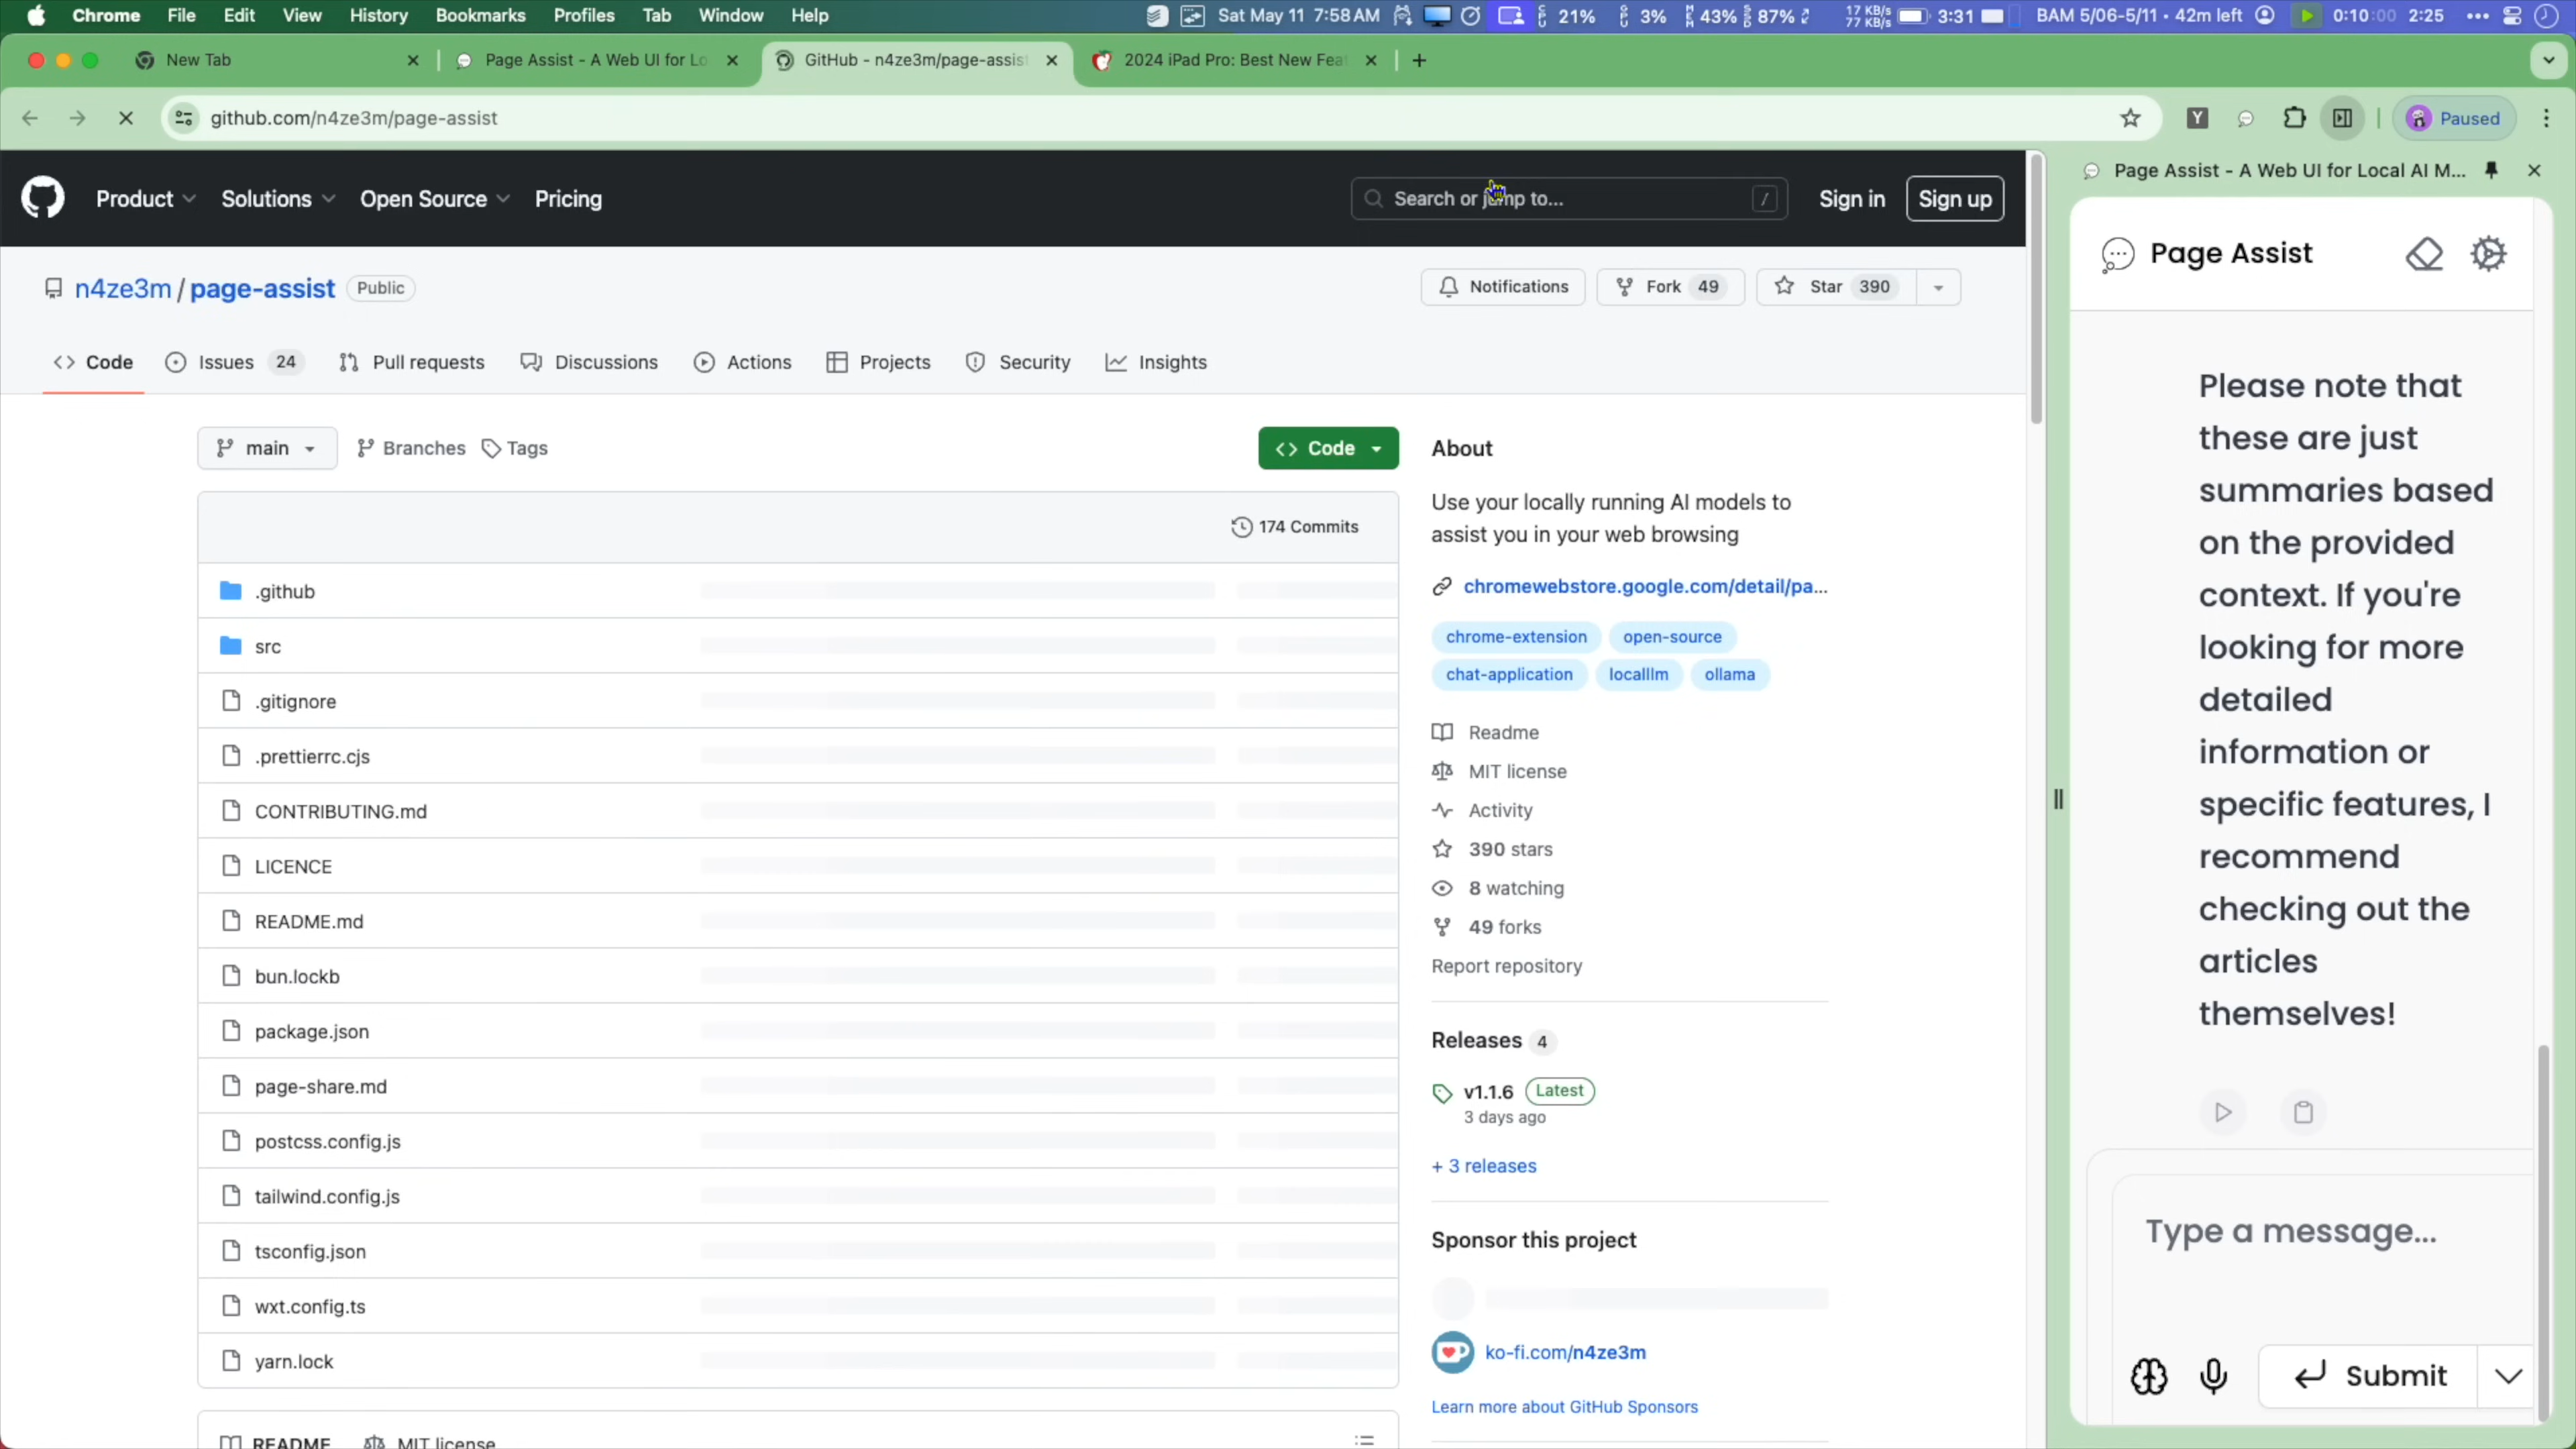 Chrome File Edit View History Bookmarks Profiles Tab Window Help Sat May 11 7:58 AM 21% 3% 43% 87% 17 KB/s 77 KB/s 3:31 BAM 5/06-5/11 • 42m left 0:10:00 2:25
New Tab
Page Assist - A Web UI for Lo
GitHub - n4ze3m/page-assist
2024 iPad Pro: Best New Fea
github.com/n4ze3m/page-assist
Paused
Product Solutions Open Source Pricing
Search or jump to... /
Sign in Sign up
n4ze3m / page-assist Public
Notifications Fork 49 Star 390
Code Issues 24 Pull requests Discussions Actions Projects Security Insights
main Branches Tags
Code
174 Commits
.github
src
.gitignore
.prettierrc.cjs
CONTRIBUTING.md
LICENCE
README.md
bun.lockb
package.json
page-share.md
postcss.config.js
tailwind.config.js
tsconfig.json
wxt.config.ts
yarn.lock
README MIT license
About
Use your locally running AI models to
assist you in your web browsing
chromewebstore.google.com/detail/pa...
chrome-extension open-source
chat-application localllm ollama
Readme
MIT license
Activity
390 stars
8 watching
49 forks
Report repository
Releases 4
v1.1.6 Latest
3 days ago
+ 3 releases
Sponsor this project
ko-fi.com/n4ze3m
Learn more about GitHub Sponsors
Page Assist - A Web UI for Local AI M...
Page Assist
Please note that
these are just
summaries based
on the provided
context. If you're
looking for more
detailed
information or
specific features, I
recommend
checking out the
articles
themselves!
Type a message...
Submit